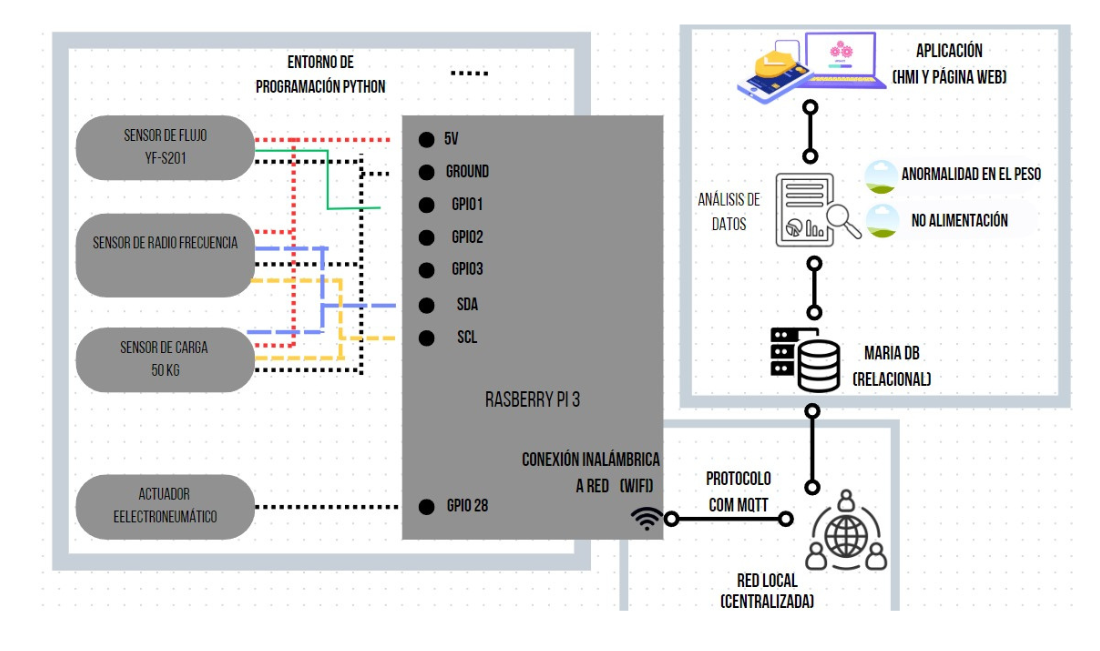 ENTORNO DE
PROGRAMACIÓN PYTHON
SENSOR DE FLUJO
YF-S201
SENSOR DE RADIO FRECUENCIA
SENSOR DE CARGA
50 KG
ACTUADOR
EELECTRONEUMÁTICO
5V
GROUND
GPIO1
GPIO2
GPIO3
SDA
SCL
RASBERRY PI 3
CONEXIÓN INALÁMBRICA
A RED (WIFI)
GPIO 28
PROTOCOLO
COM MQTT
RED LOCAL
(CENTRALIZADA)
APLICACIÓN
(HMI Y PÁGINA WEB)
ANÁLISIS DE
DATOS
ANORMALIDAD EN EL PESO
NO ALIMENTACIÓN
MARIA DB
(RELACIONAL)